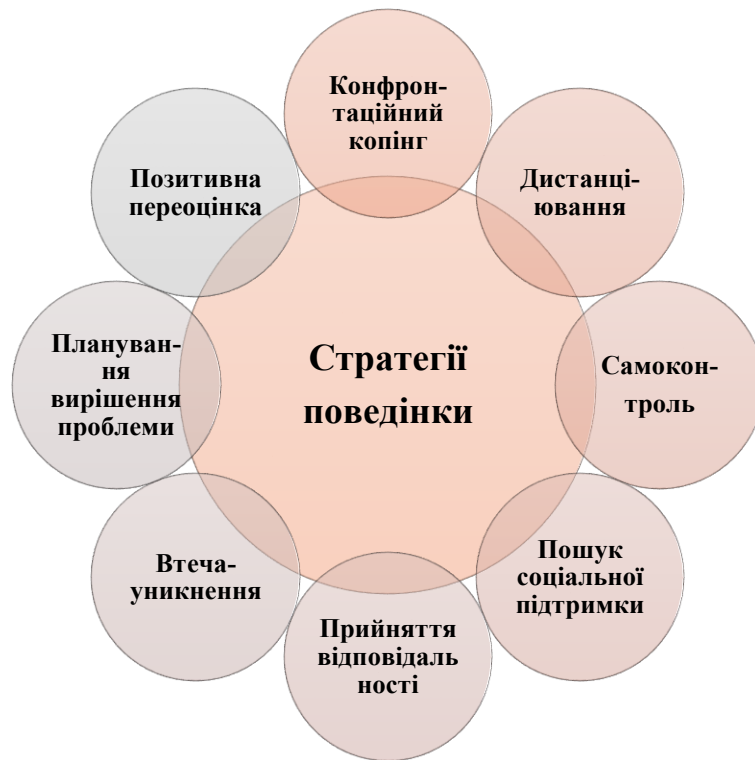 Конфрон-
таційний
копінг
Дистанці-
ювання
Самокон-
троль
Пошук
соціальної
підтримки
Прийняття
відповідаль
ності
Втеча-
уникнення
Плануван-
ня
вирішення
проблеми
Позитивна
переоцінка
Стратегії
поведінки